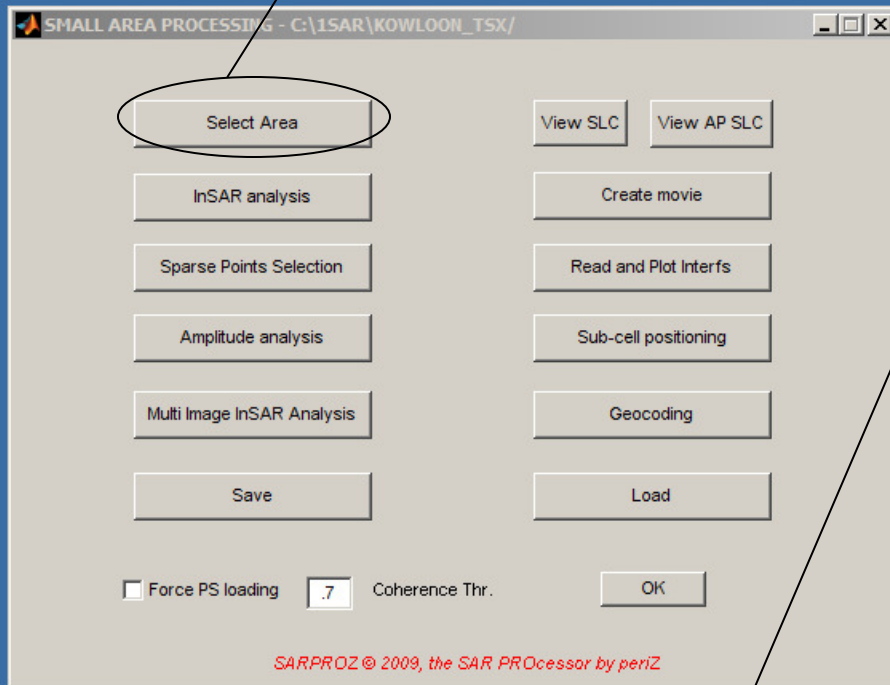 SMALL AREA PROCESSING - C:\1SAR\KOWLOON_TSX/
Select Area
View SLC
View AP SLC
InSAR analysis
Create movie
Sparse Points Selection
Read and Plot Interfs
Amplitude analysis
Sub-cell positioning
Multi Image InSAR Analysis
Geocoding
Save
Load
Force PS loading
.7
Coherence Thr.
OK
SARPROZ © 2009, the SAR PROcessor by periZ